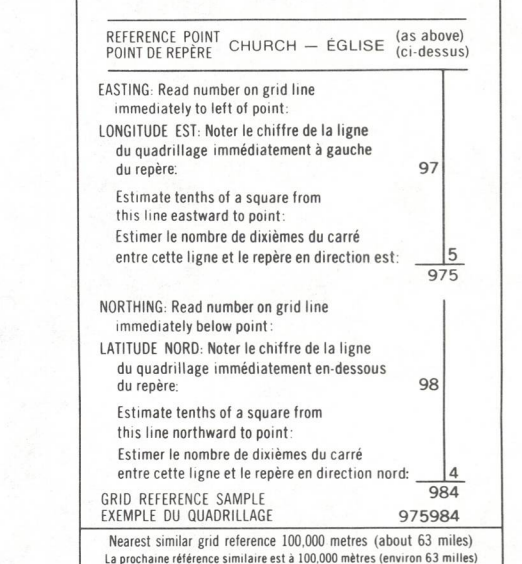 REFERENCE POINT CHURCH — ÉGLISE (as above)
POINT DE REPÈRE (ci-dessus)
EASTING: Read number on grid line
immediately to left of point:
LONGITUDE EST: Noter le chiffre de la ligne
du quadrillage immédiatement à gauche
du repère: 97
Estimate tenths of a square from
this line eastward to point:
Estimer le nombre de dixièmes du carré
entre cette ligne et le repère en direction est: 5
975
NORTHING: Read number on grid line
immediately below point:
LATITUDE NORD: Noter le chiffre de la ligne
du quadrillage immédiatement en-dessous
du repère: 98
Estimate tenths of a square from
this line northward to point:
Estimer le nombre de dixièmes du carré
entre cette ligne et le repère en direction nord: 4
GRID REFERENCE SAMPLE 984
EXEMPLE DU QUADRILLAGE 975984
Nearest similar grid reference 100,000 metres (about 63 miles)
La prochaine référence similaire est à 100,000 mètres (environ 63 milles)